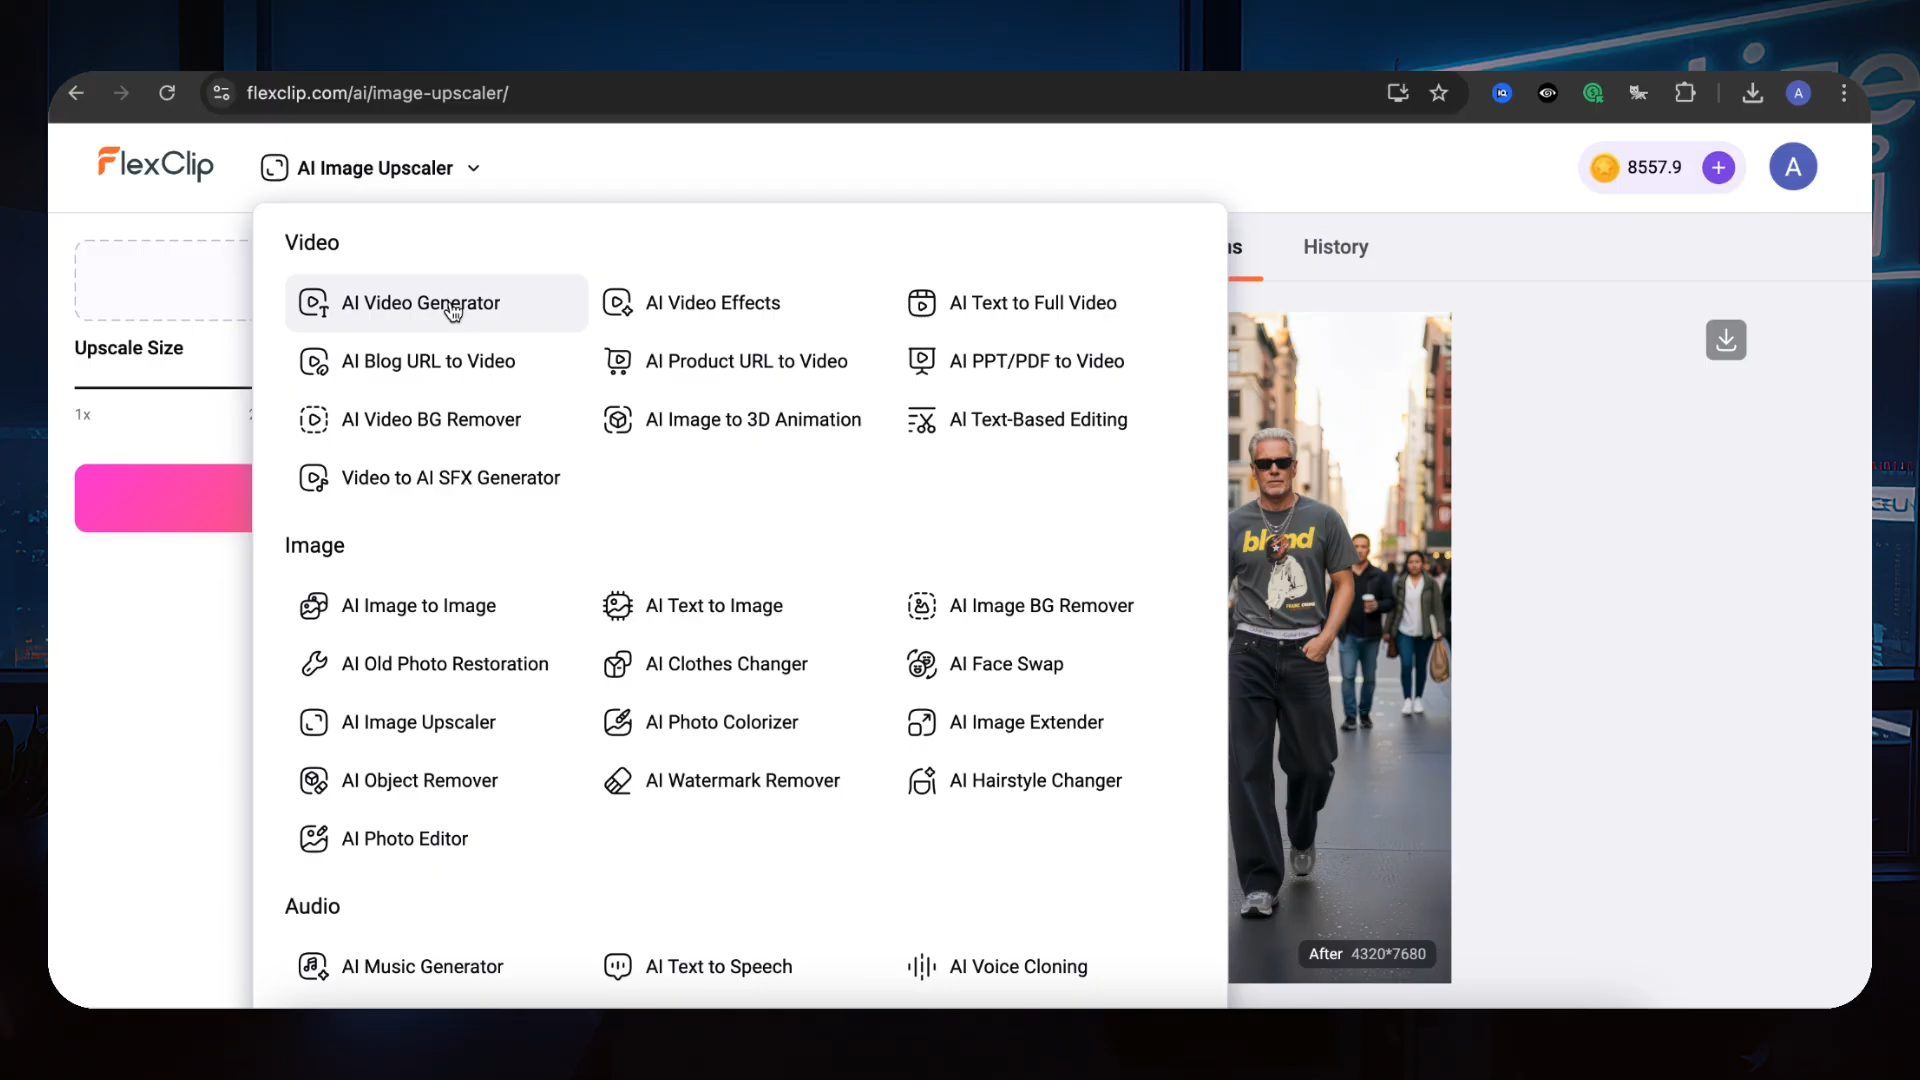 flexclip.com/ai/image-upscaler/
FlexClip
AI Image Upscaler
8557.9
A
Video
History
AI Video Generator
AI Video Effects
AI Text to Full Video
Upscale Size
AI Blog URL to Video
AI Product URL to Video
AI PPT/PDF to Video
1x
AI Video BG Remover
AI Image to 3D Animation
AI Text-Based Editing
Video to AI SFX Generator
Image
AI Image to Image
AI Text to Image
AI Image BG Remover
AI Old Photo Restoration
AI Clothes Changer
AI Face Swap
AI Image Upscaler
AI Photo Colorizer
AI Image Extender
AI Object Remover
AI Watermark Remover
AI Hairstyle Changer
AI Photo Editor
Audio
After 4320*7680
AI Music Generator
AI Text to Speech
AI Voice Cloning